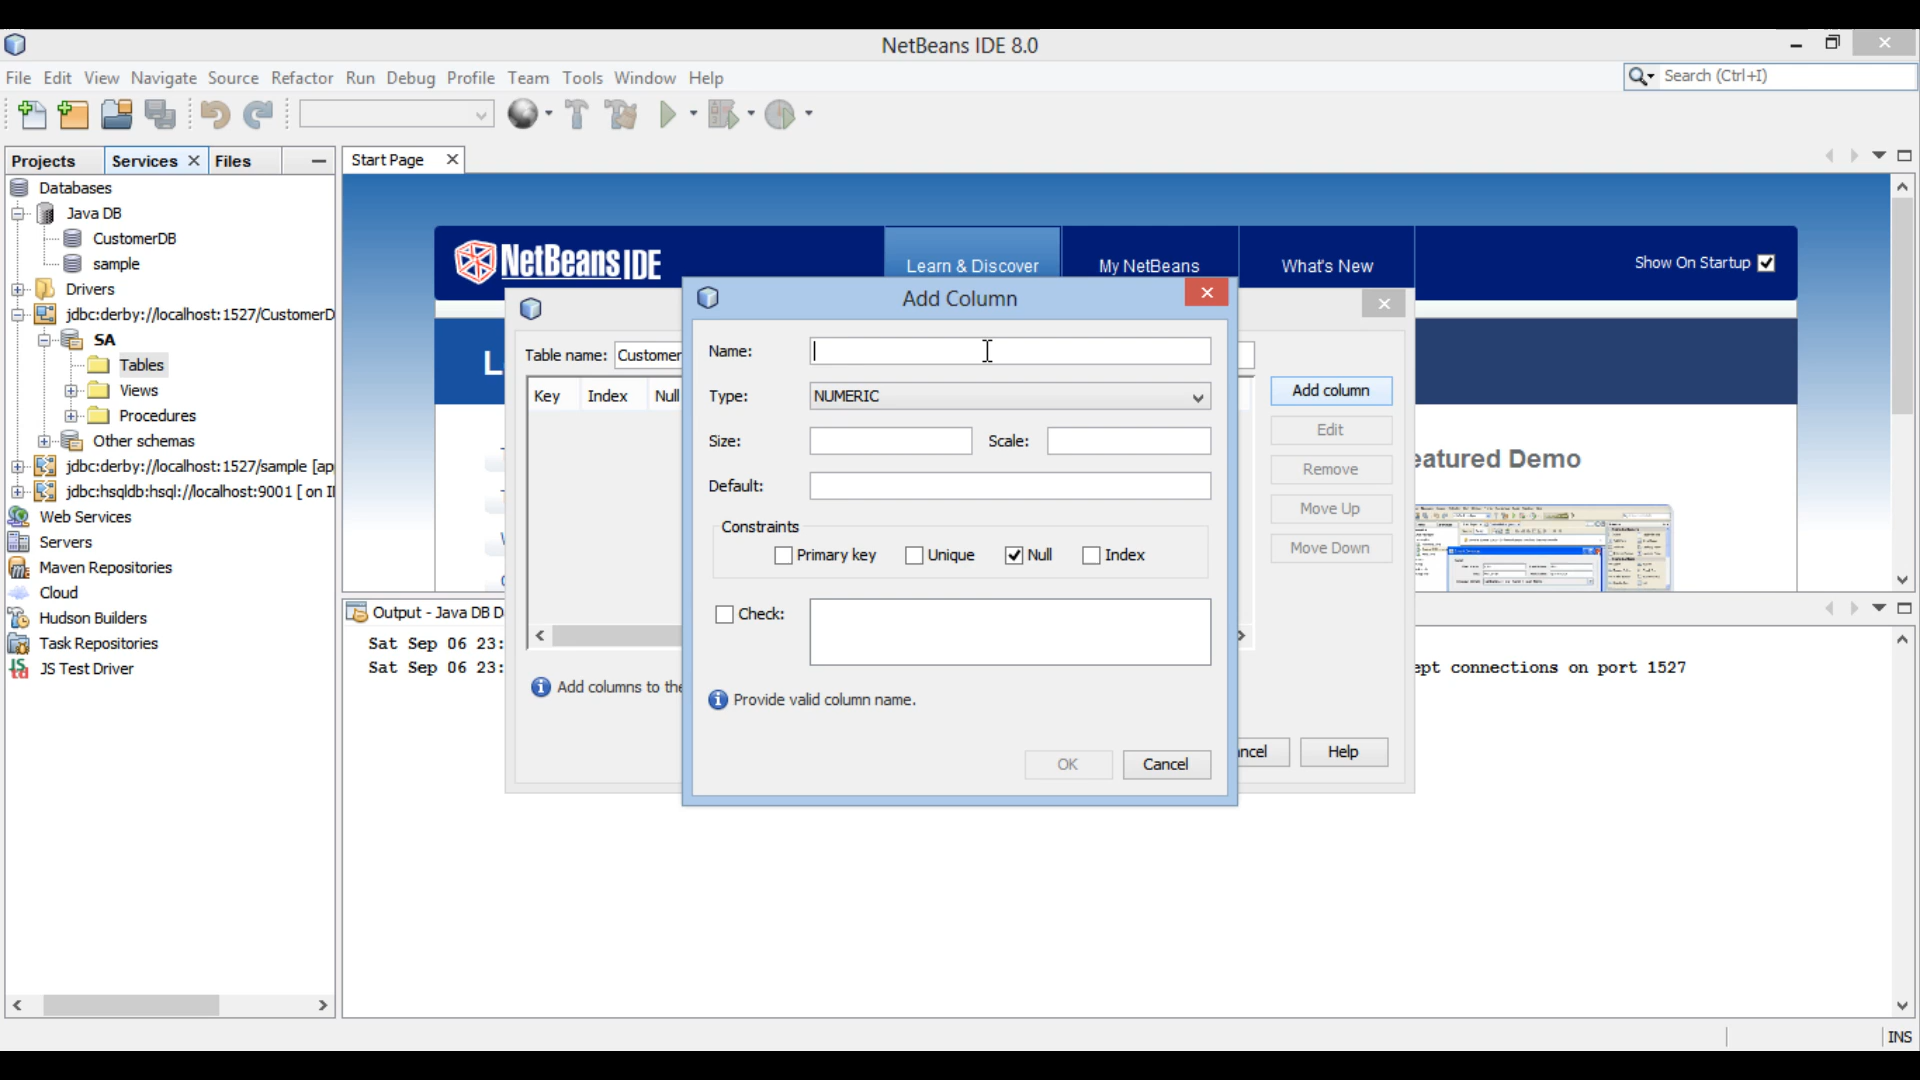 NetBeans IDE 8.0
File Edit View Navigate Source Refactor Run Debug Profile Team Tools Window Help
Search (Ctrl+I)
Projects Services Files
Start Page
Databases
Java DB
CustomerDB
sample
Drivers
jdbc:derby://localhost:1527/CustomerD
SA
Tables
Views
Procedures
Other schemas
jdbc:derby://localhost:1527/sample [ap
jdbc:hsqldb:hsql://localhost:9001 [ on
Web Services
Servers
Maven Repositories
Cloud
Hudson Builders
Task Repositories
JS Test Driver
NetBeans IDE
Learn & Discover
My NetBeans
What's New
Show On Startup
L
eatured Demo
Table name: Customer
Key Index Null
Add column
Edit
Remove
Move Up
Move Down
Add columns to the
ncel
Help
Add Column
Name:
Type: NUMERIC
Size: Scale:
Default:
Constraints
Primary key Unique Null Index
Check:
Provide valid column name.
OK Cancel
Output - Java DB D
Sat Sep 06 23:
Sat Sep 06 23:
ept connections on port 1527
INS